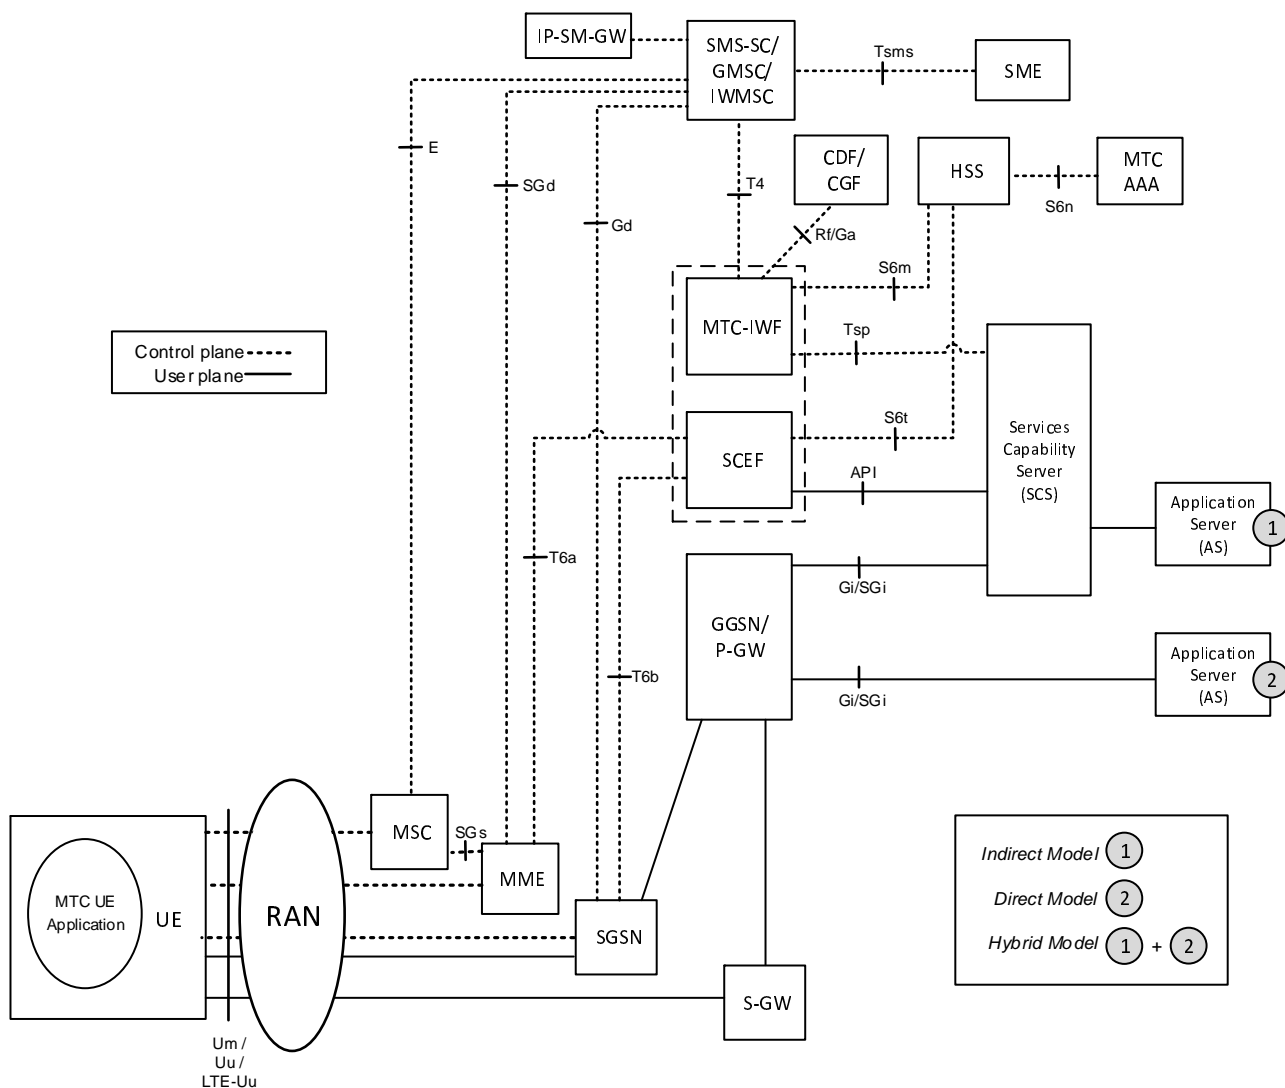 IP-SM-GW
SMS-SC/
GMSC/
IWMSC
Tsms
SME
E
SGd
Gd
T4
CDF/
CGF
Rf/Ga
HSS
S6n
MTC
AAA
S6m
MTC-IWF
Tsp
Control plane
User plane
SCEF
S6t
API
Services
Capability
Server
(SCS)
Application
Server
(AS)
1
T6a
Gi/SGi
GGSN/
P-GW
T6b
Gi/SGi
Application
Server
(AS)
2
MSC
SGs
MME
MTC UE
Application
UE
RAN
SGSN
S-GW
Um /
Uu /
LTE-Uu
Indirect Model 1
Direct Model 2
Hybrid Model 1 + 2